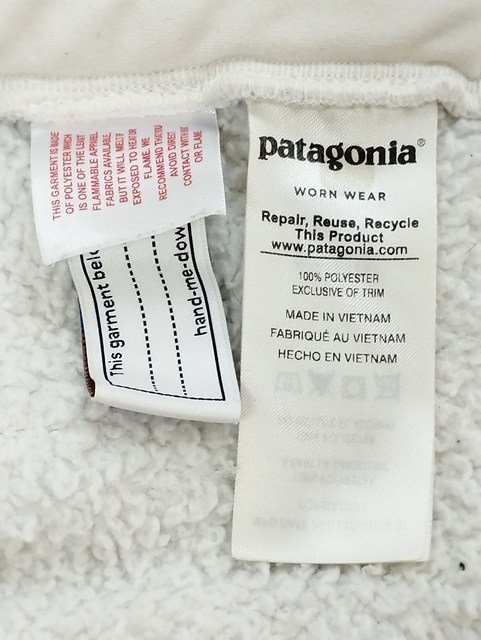 THIS GARMENT IS MADE
OF POLYESTER WHICH
IS ONE OF THE LEAST
FLAMMABLE APPAREL
FABRICS AVAILABLE,
BUT IT WILL MELT IF
EXPOSED TO HEAT OR
FLAME. WE
RECOMMEND THAT YOU
AVOID DIRECT
CONTACT WITH
OR FLAME.
This garment
hand-me-dow
patagonia®
WORN WEAR
Repair, Reuse, Recycle
This Product
www.patagonia.com
100% POLYESTER
EXCLUSIVE OF TRIM
MADE IN VIETNAM
FABRIQUÉ AU VIETNAM
HECHO EN VIETNAM